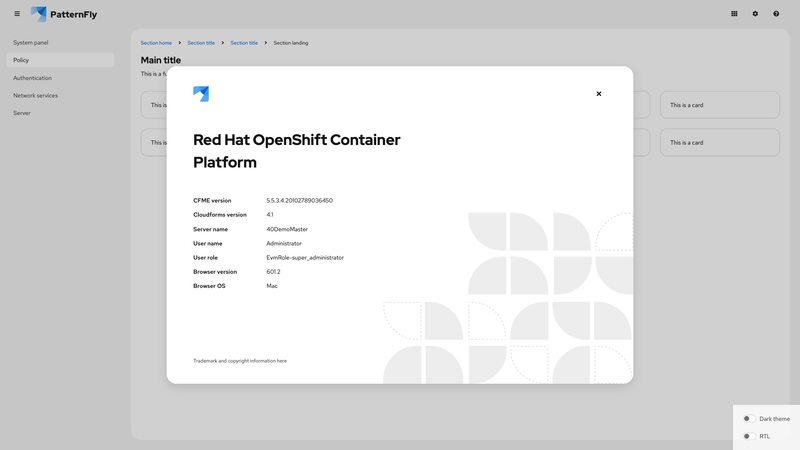 PatternFly
System panel
Policy
Authentication
Network services
Server
Section home
Section title
Section title
Section landing
Main title
This is a fu
This is
This is a card
This is
This is a card
Red Hat OpenShift Container
Platform
CFME version 5.5.3.4.20102789036450
Cloudforms version 4.1
Server name 40DemoMaster
User name Administrator
User role EvmRole-super_administrator
Browser version 601.2
Browser OS Mac
Trademark and copyright information here
Dark theme
RTL